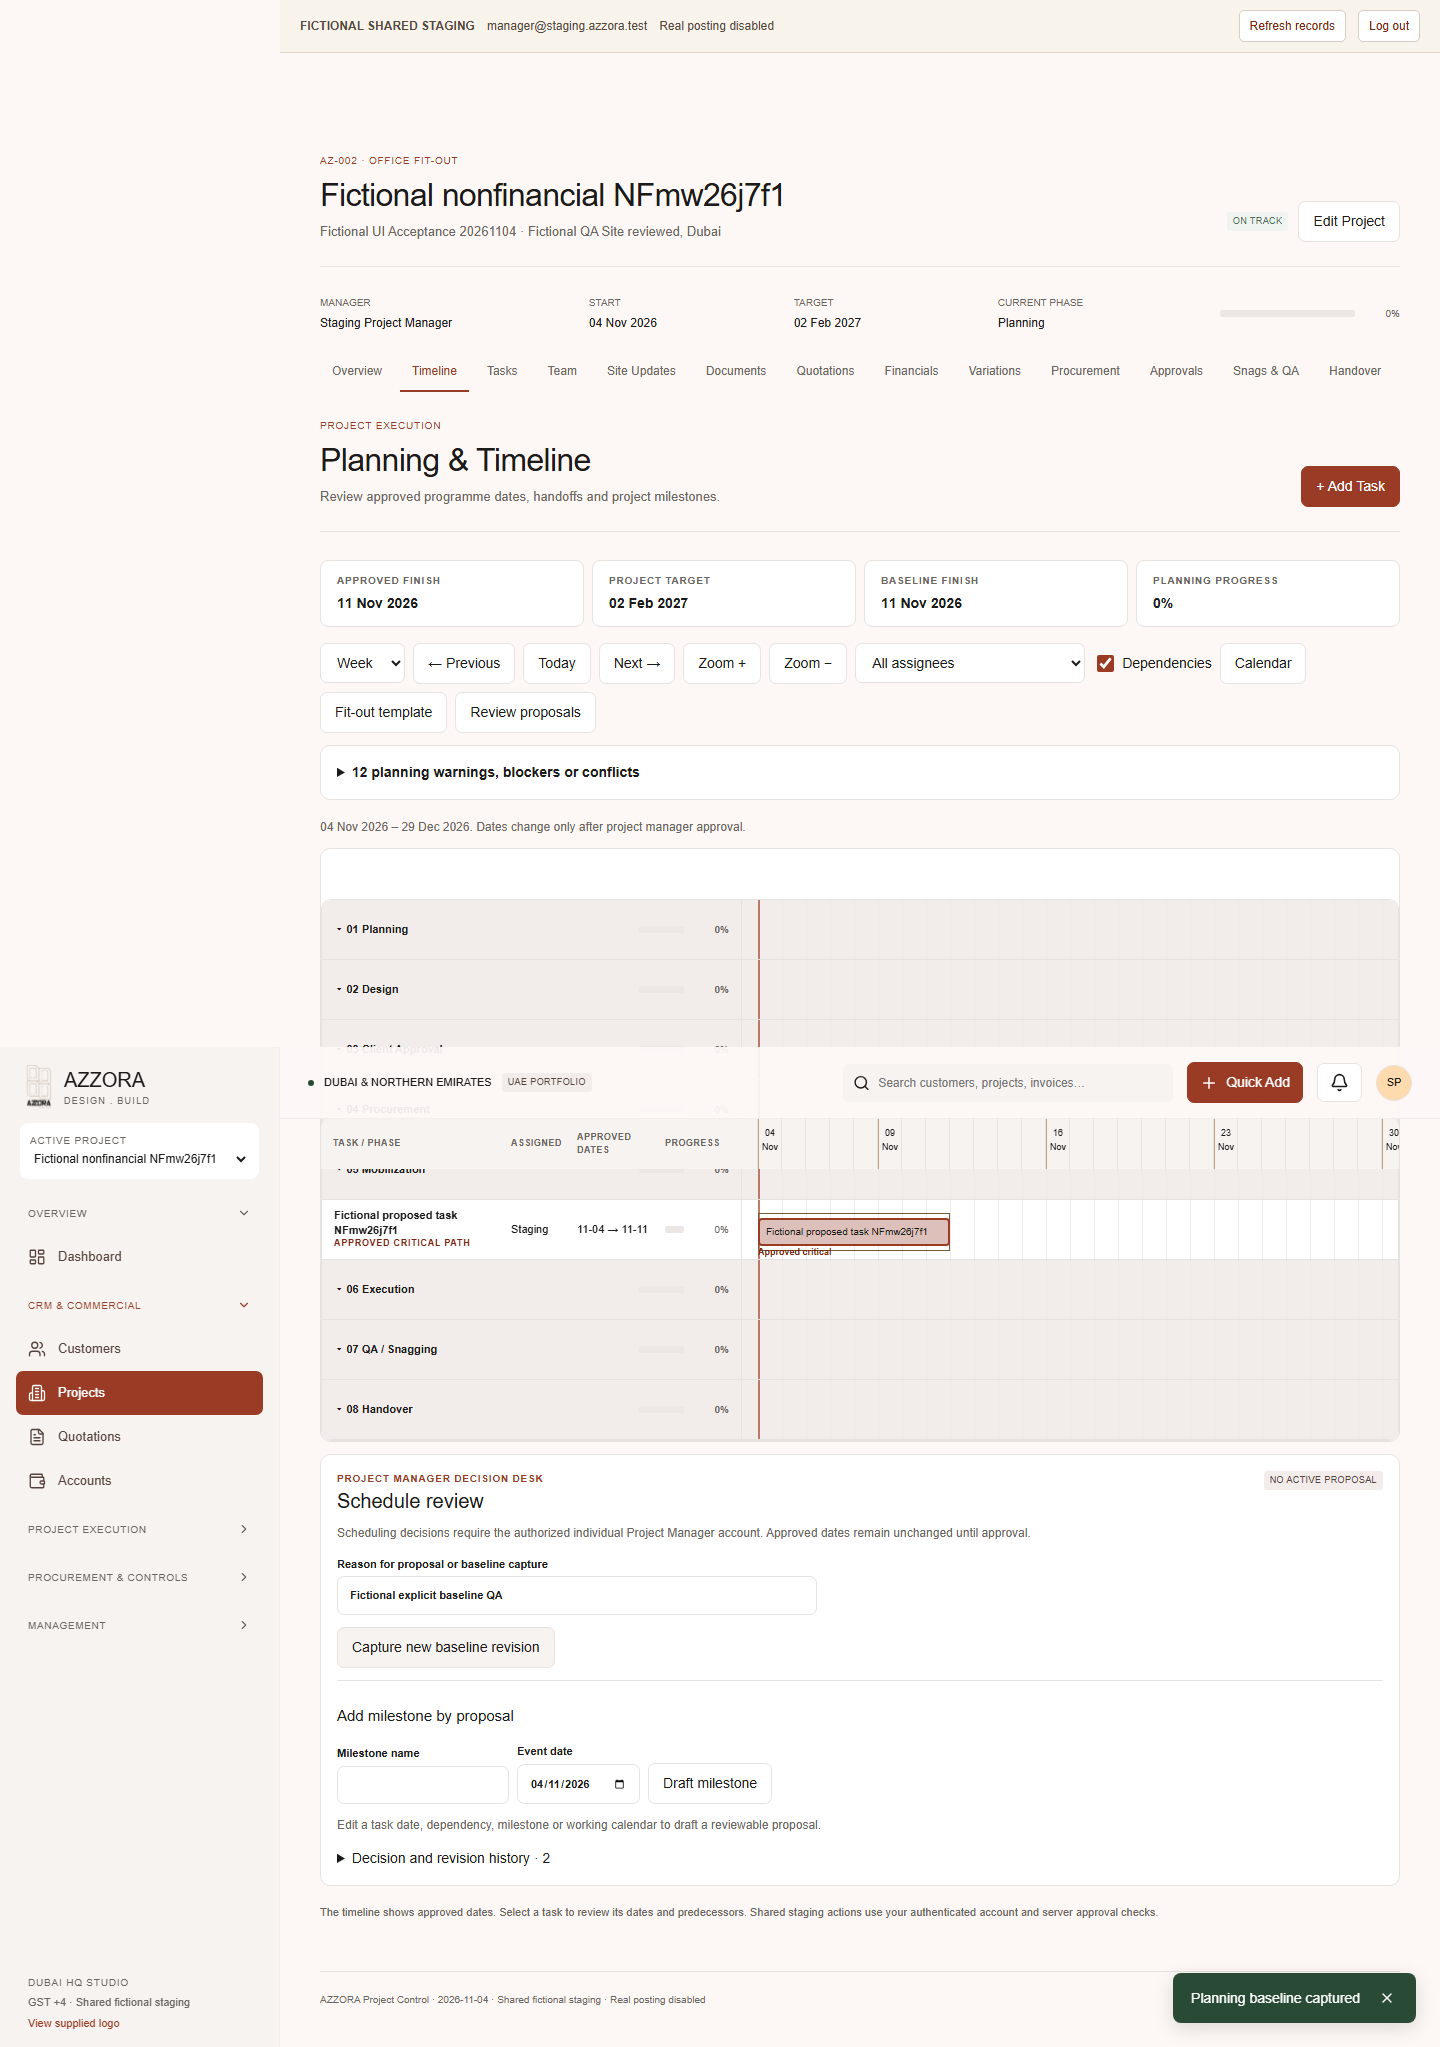 FICTIONAL SHARED STAGING manager@staging.azzora.test Real posting disabled Refresh records Log out
AZ-002 · OFFICE FIT-OUT
Fictional nonfinancial NFmw26j7f1
Fictional UI Acceptance 20261104 · Fictional QA Site reviewed, Dubai
ON TRACK Edit Project
MANAGER START TARGET CURRENT PHASE
Staging Project Manager 04 Nov 2026 02 Feb 2027 Planning 0%
Overview Timeline Tasks Team Site Updates Documents Quotations Financials Variations Procurement Approvals Snags & QA Handover
PROJECT EXECUTION
Planning & Timeline
Review approved programme dates, handoffs and project milestones.
+ Add Task
APPROVED FINISH PROJECT TARGET BASELINE FINISH PLANNING PROGRESS
11 Nov 2026 02 Feb 2027 11 Nov 2026 0%
Week ← Previous Today Next → Zoom + Zoom − All assignees Dependencies Calendar
Fit-out template Review proposals
▶ 12 planning warnings, blockers or conflicts
04 Nov 2026 – 29 Dec 2026. Dates change only after project manager approval.
01 Planning 0%
02 Design 0%
03 Client Approval 0%
AZZORA
DESIGN . BUILD
DUBAI & NORTHERN EMIRATES UAE PORTFOLIO Search customers, projects, invoices... Quick Add SP
04 Procurement
ACTIVE PROJECT
Fictional nonfinancial NFmw26j7f1
TASK / PHASE ASSIGNED APPROVED DATES PROGRESS
04 Nov 09 Nov 16 Nov 23 Nov 30 Nov
05 Mobilization 0%
Fictional proposed task NFmw26j7f1
APPROVED CRITICAL PATH
Staging 11-04 → 11-11 0%
Fictional proposed task NFmw26j7f1
Approved critical
06 Execution 0%
07 QA / Snagging 0%
08 Handover 0%
OVERVIEW
Dashboard
CRM & COMMERCIAL
Customers
Projects
Quotations
Accounts
PROJECT EXECUTION
PROCUREMENT & CONTROLS
MANAGEMENT
PROJECT MANAGER DECISION DESK NO ACTIVE PROPOSAL
Schedule review
Scheduling decisions require the authorized individual Project Manager account. Approved dates remain unchanged until approval.
Reason for proposal or baseline capture
Fictional explicit baseline QA
Capture new baseline revision
Add milestone by proposal
Milestone name Event date
04/11/2026 Draft milestone
Edit a task date, dependency, milestone or working calendar to draft a reviewable proposal.
▶ Decision and revision history · 2
The timeline shows approved dates. Select a task to review its dates and predecessors. Shared staging actions use your authenticated account and server approval checks.
DUBAI HQ STUDIO
GST +4 · Shared fictional staging
View supplied logo
AZZORA Project Control · 2026-11-04 · Shared fictional staging · Real posting disabled
Planning baseline captured ×